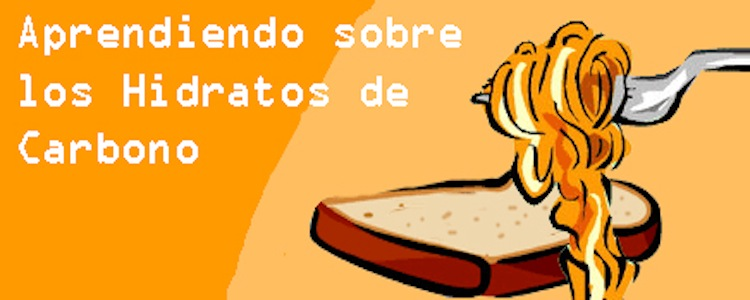 Aprendiendo sobre
los Hidratos de
Carbono